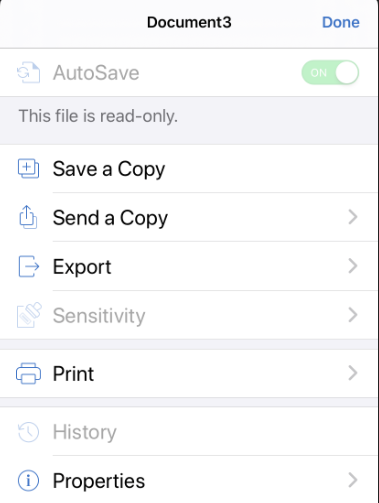 Document3
Done
AutoSave
ON
This file is read-only.
Save a Copy
Send a Copy
Export
Sensitivity
Print
History
Properties